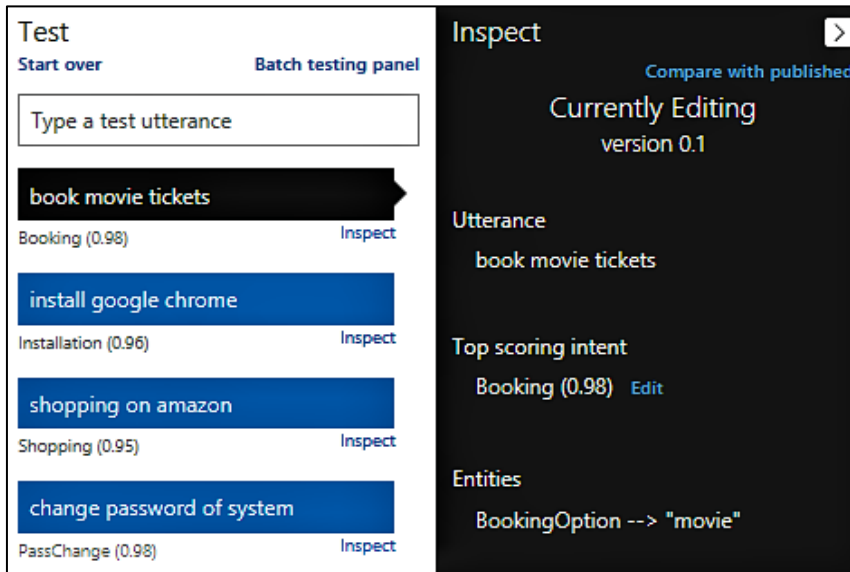 Test
Start over
Batch testing panel
Type a test utterance
book movie tickets
Booking (0.98)
Inspect
install google chrome
Installation (0.96)
Inspect
shopping on amazon
Shopping (0.95)
Inspect
change password of system
PassChange (0.98)
Inspect
Inspect
Compare with published
Currently Editing
version 0.1
Utterance
book movie tickets
Top scoring intent
Booking (0.98) Edit
Entities
BookingOption --> "movie"